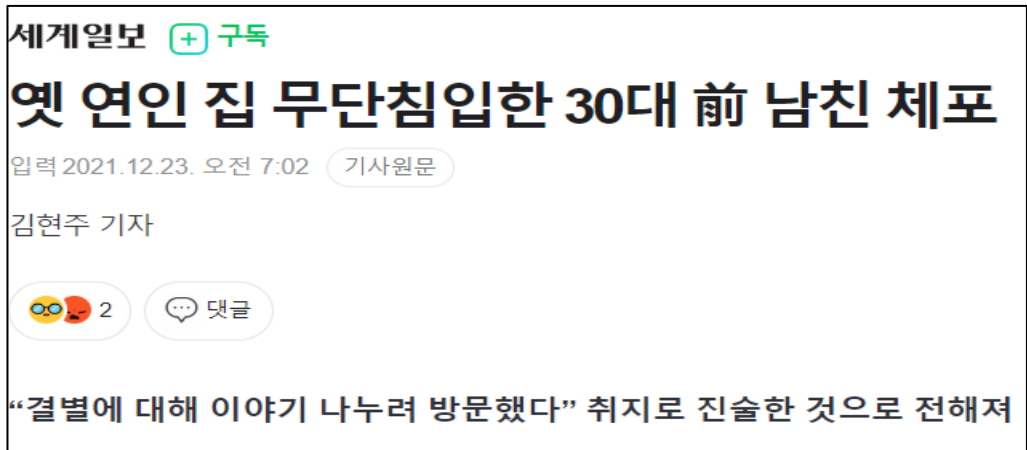 세계일보 + 구독
옛 연인 집 무단침입한 30대 前 남친 체포
입력 2021.12.23. 오전 7:02 기사원문
김현주 기자
2 댓글
“결별에 대해 이야기 나누려 방문했다” 취지로 진술한 것으로 전해져